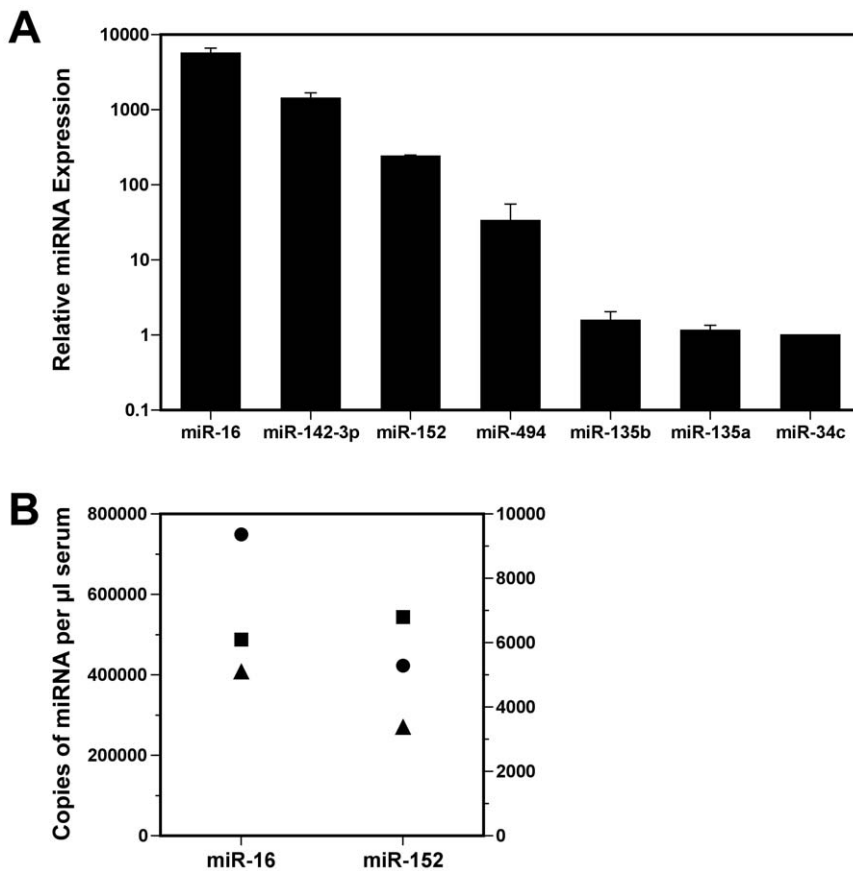 A
Relative miRNA Expression
10000
1000
100
10
1
0.1
miR-16 miR-142-3p miR-152 miR-494 miR-135b miR-135a miR-34c
B
Copies of miRNA per µl serum
800000 10000
600000 8000
400000 6000
200000 4000
0 2000
0
miR-16 miR-152